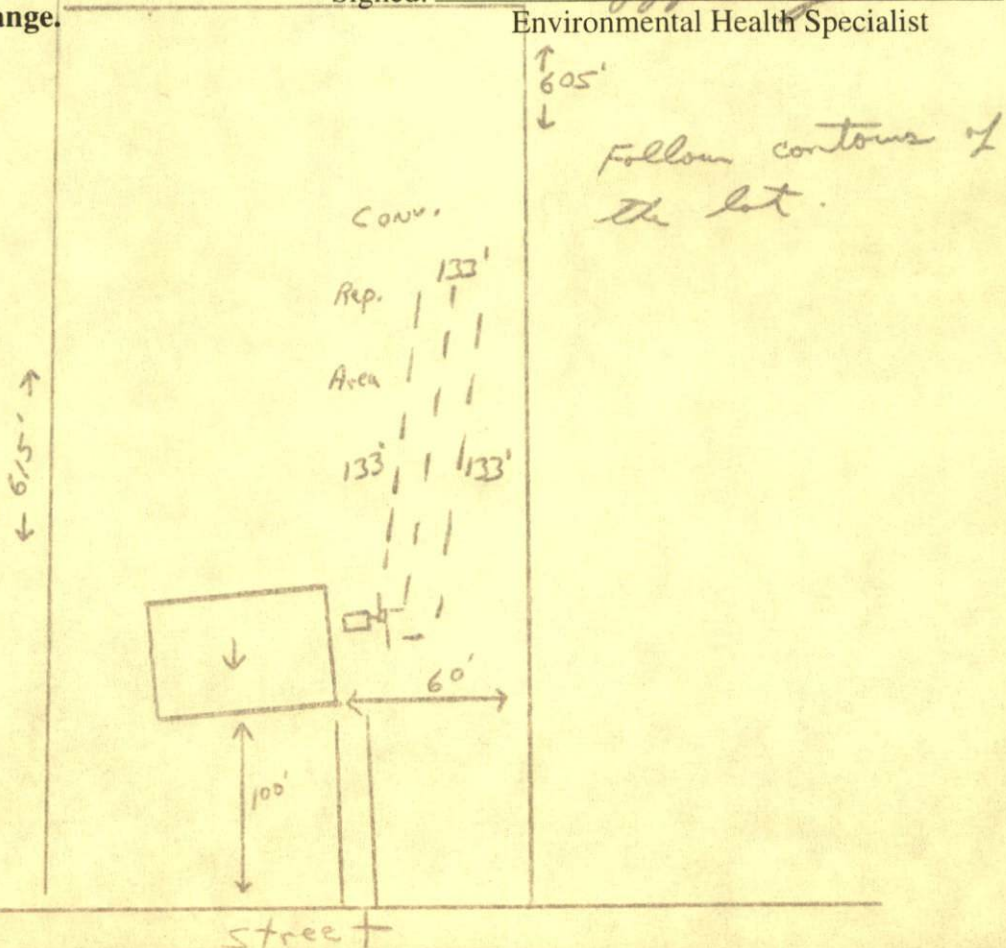 ange.
Signed:
Environmental Health Specialist
605'
Follow contours of
the lot.
Conv.
133'
Rep.
Area
615'
133'
133'
60'
100'
street